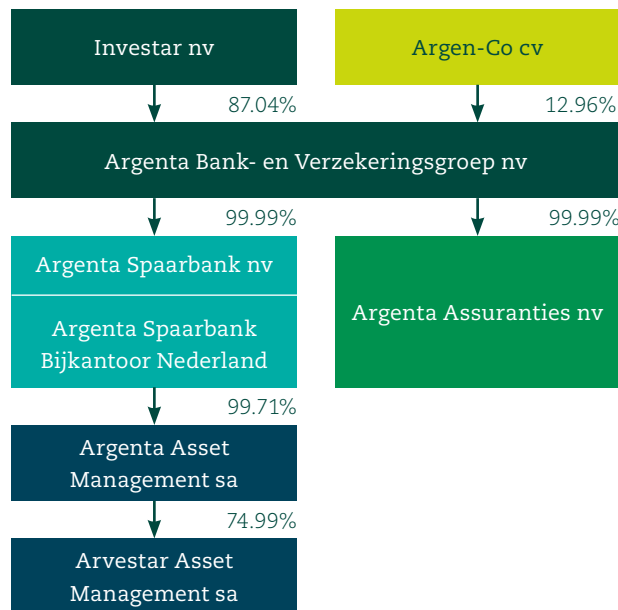 Investar nv
Argen-Co cv
87.04%
12.96%
Argenta Bank- en Verzekeringsgroep nv
99.99%
99.99%
Argenta Spaarbank nv
Argenta Spaarbank
Bijkantoor Nederland
Argenta Assuranties nv
99.71%
Argenta Asset
Management sa
74.99%
Arvestar Asset
Management sa